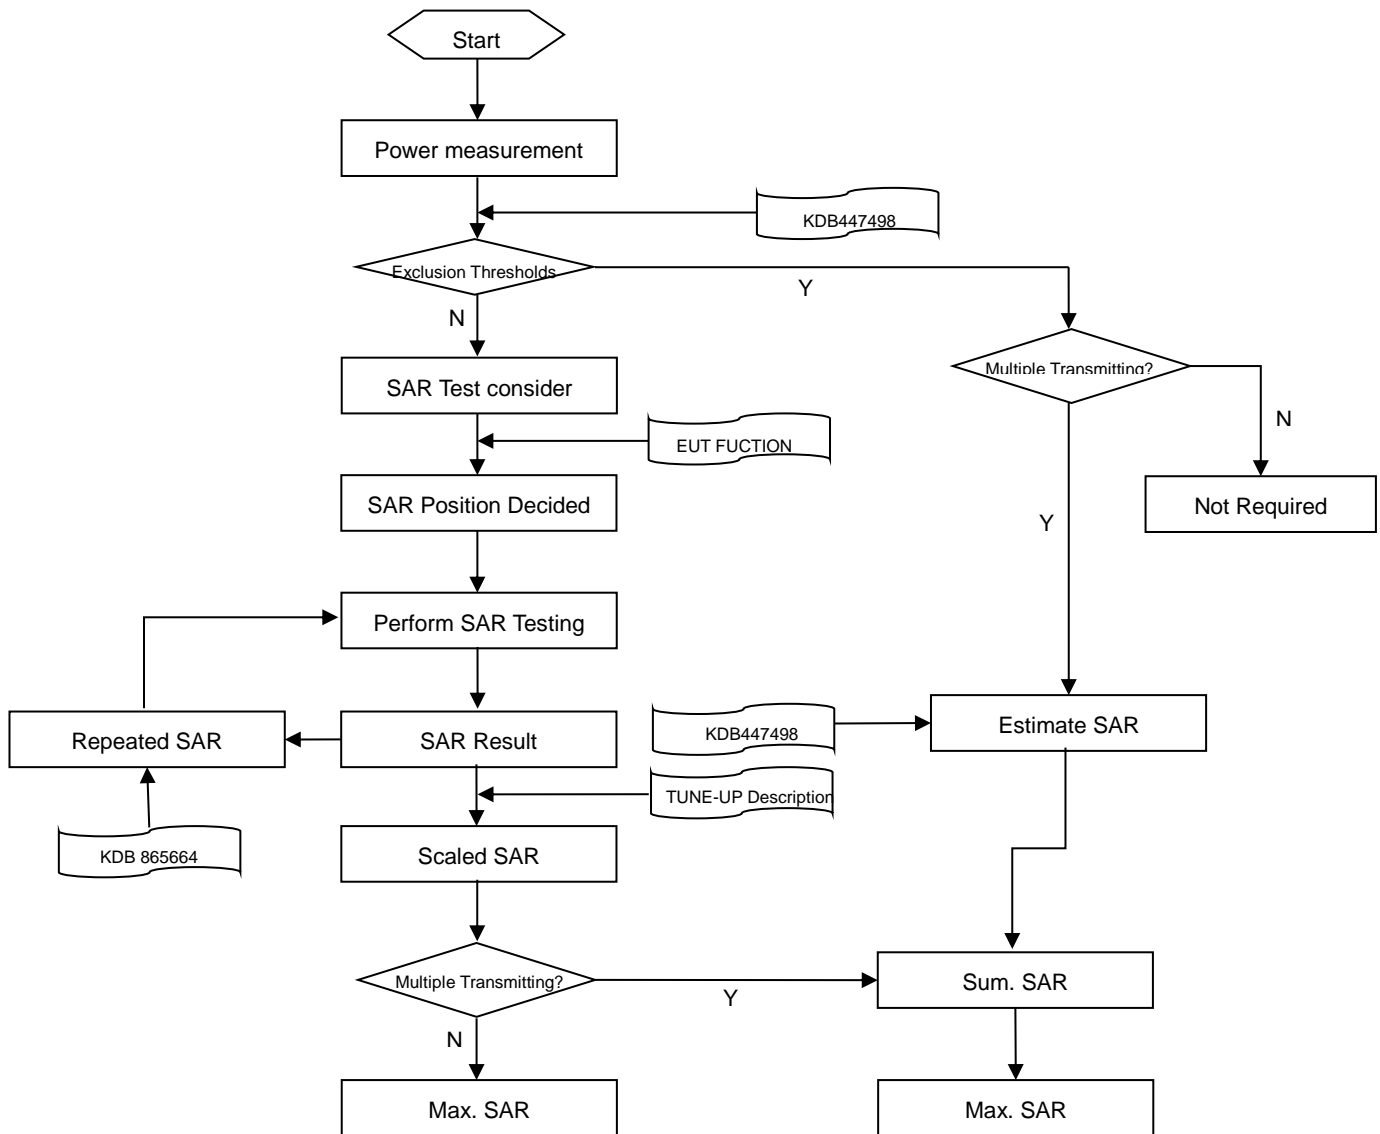 Start
Power measurement
KDB447498
Exclusion Thresholds
Y
N
Multiple Transmitting?
SAR Test consider
N
EUT FUCTION
SAR Position Decided
Not Required
Y
Perform SAR Testing
Repeated SAR
SAR Result
KDB447498
Estimate SAR
TUNE-UP Description
KDB 865664
Scaled SAR
Multiple Transmitting?
Y
Sum. SAR
N
Max. SAR
Max. SAR